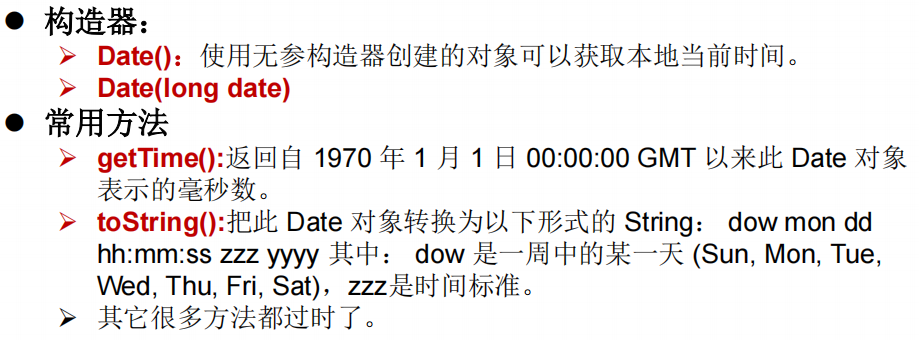 ● 构造器：
➢ Date()：使用无参构造器创建的对象可以获取本地当前时间。
➢ Date(long date)
● 常用方法
➢ getTime():返回自 1970 年 1 月 1 日 00:00:00 GMT 以来此 Date 对象
表示的毫秒数。
➢ toString():把此 Date 对象转换为以下形式的 String： dow mon dd
hh:mm:ss zzz yyyy 其中： dow 是一周中的某一天 (Sun, Mon, Tue,
Wed, Thu, Fri, Sat)，zzz是时间标准。
➢ 其它很多方法都过时了。